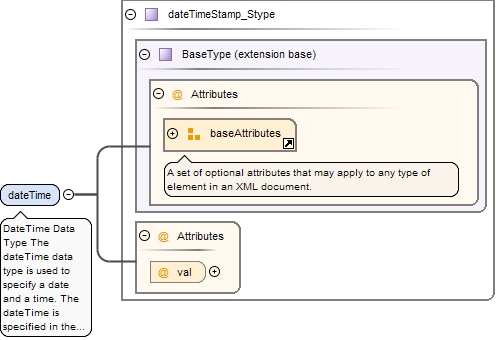 dateTimeStamp_Stype
BaseType (extension base)
@ Attributes
baseAttributes
A set of optional attributes that may apply to any type of
element in an XML document.
dateTime
DateTime Data
Type The
dateTime data
type is used to
specify a date
and a time. The
dateTime is
specified in the...
@ Attributes
@ val